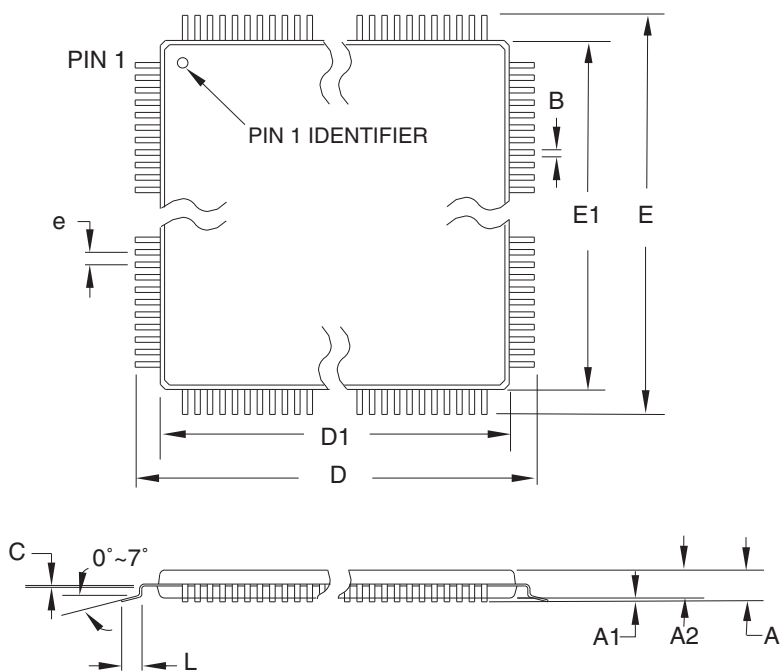 PIN 1
PIN 1 IDENTIFIER
B
e
E1
E
D1
D
C
0°~7°
L
A1
A2
A